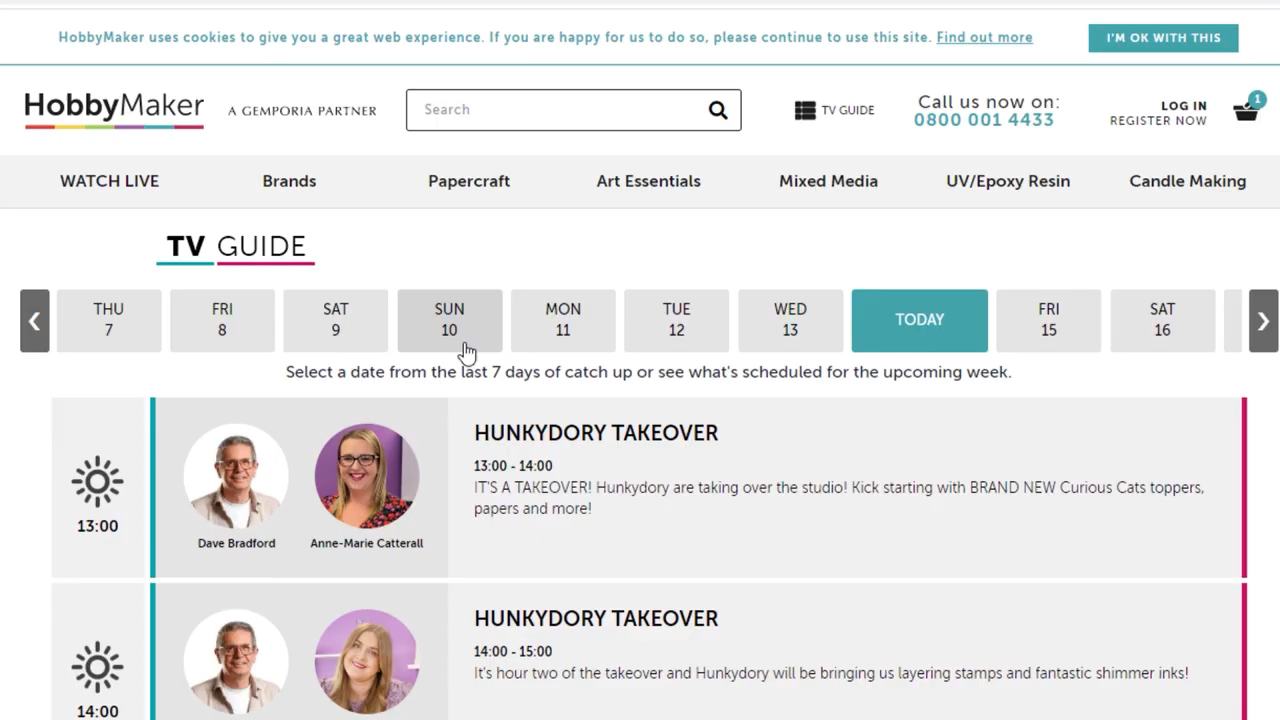 HobbyMaker uses cookies to give you a great web experience. If you are happy for us to do so, please continue to use this site. Find out more
I'M OK WITH THIS
HobbyMaker
A GEMPORIA PARTNER
Search
TV GUIDE
Call us now on:
0800 001 4433
LOG IN
REGISTER NOW
1
WATCH LIVE
Brands
Papercraft
Art Essentials
Mixed Media
UV/Epoxy Resin
Candle Making
TV GUIDE
THU
7
FRI
8
SAT
9
SUN
10
MON
11
TUE
12
WED
13
TODAY
FRI
15
SAT
16
Select a date from the last 7 days of catch up or see what's scheduled for the upcoming week.
13:00
Dave Bradford
Anne-Marie Catterall
HUNKYDORY TAKEOVER
13:00 - 14:00
IT'S A TAKEOVER! Hunkydory are taking over the studio! Kick starting with BRAND NEW Curious Cats toppers,
papers and more!
14:00
HUNKYDORY TAKEOVER
14:00 - 15:00
It's hour two of the takeover and Hunkydory will be bringing us layering stamps and fantastic shimmer inks!